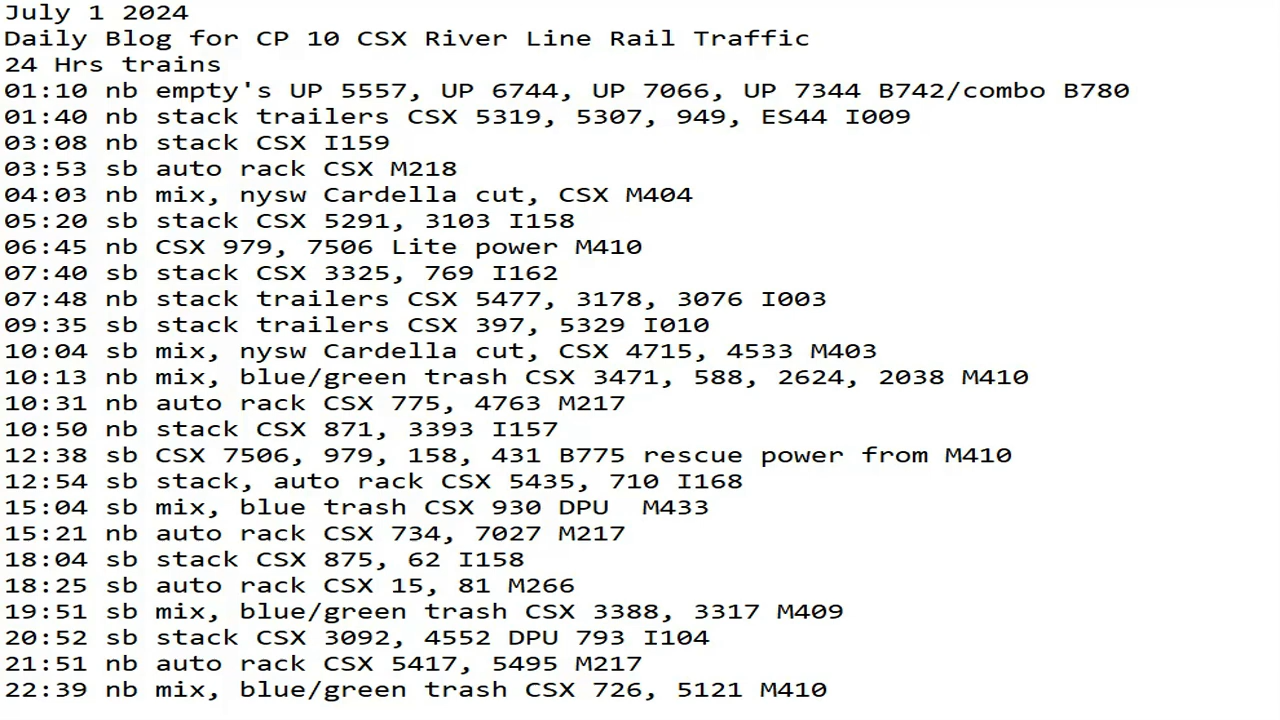 July 1 2024
Daily Blog for CP 10 CSX River Line Rail Traffic
24 Hrs trains
01:10 nb empty's UP 5557, UP 6744, UP 7066, UP 7344 B742/combo B780
01:40 nb stack trailers CSX 5319, 5307, 949, ES44 I009
03:08 nb stack CSX I159
03:53 sb auto rack CSX M218
04:03 nb mix, nysw Cardella cut, CSX M404
05:20 sb stack CSX 5291, 3103 I158
06:45 nb CSX 979, 7506 Lite power M410
07:40 sb stack CSX 3325, 769 I162
07:48 nb stack trailers CSX 5477, 3178, 3076 I003
09:35 sb stack trailers CSX 397, 5329 I010
10:04 sb mix, nysw Cardella cut, CSX 4715, 4533 M403
10:13 nb mix, blue/green trash CSX 3471, 588, 2624, 2038 M410
10:31 nb auto rack CSX 775, 4763 M217
10:50 nb stack CSX 871, 3393 I157
12:38 sb CSX 7506, 979, 158, 431 B775 rescue power from M410
12:54 sb stack, auto rack CSX 5435, 710 I168
15:04 sb mix, blue trash CSX 930 DPU  M433
15:21 nb auto rack CSX 734, 7027 M217
18:04 sb stack CSX 875, 62 I158
18:25 sb auto rack CSX 15, 81 M266
19:51 sb mix, blue/green trash CSX 3388, 3317 M409
20:52 sb stack CSX 3092, 4552 DPU 793 I104
21:51 nb auto rack CSX 5417, 5495 M217
22:39 nb mix, blue/green trash CSX 726, 5121 M410